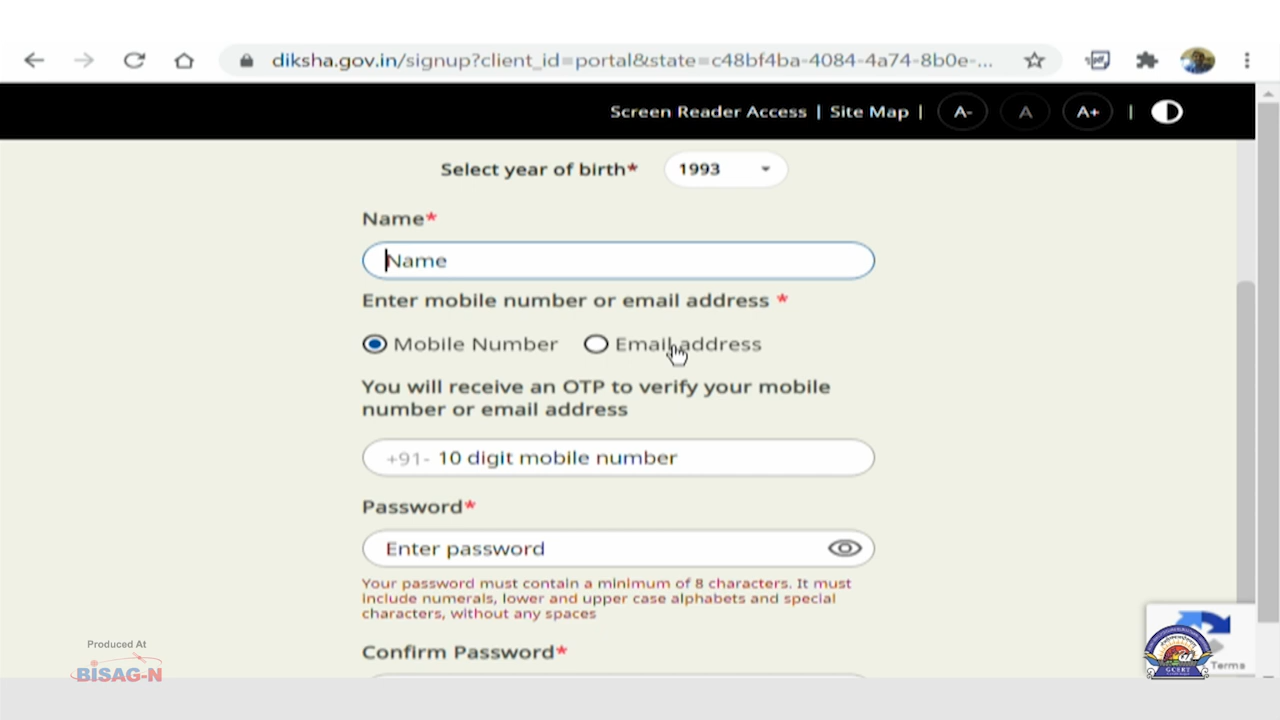 diksha.gov.in/signup?client_id=portal&state=c48bf4ba-4084-4a74-8b0e-...
Screen Reader Access | Site Map | A- A A+ |
Select year of birth* 1993
Name*
Name
Enter mobile number or email address *
Mobile Number Email address
You will receive an OTP to verify your mobile
number or email address
+91- 10 digit mobile number
Password*
Enter password
Your password must contain a minimum of 8 characters. It must
include numerals, lower and upper case alphabets and special
characters, without any spaces
Confirm Password*
Produced At
BISAG-N
GCERT
Terms